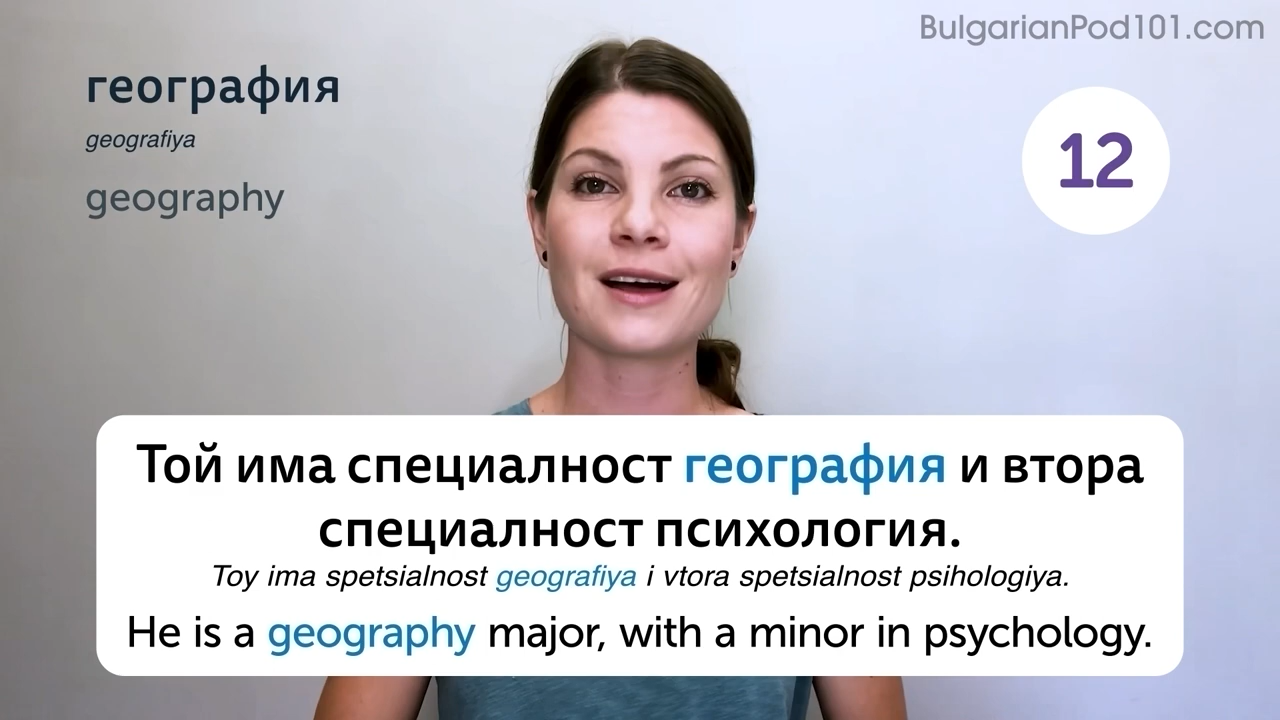 BulgarianPod101.com
география
geografiya
geography
12
Той има специалност география и втора
специалност психология.
Toy ima spetsialnost geografiya i vtora spetsialnost psihologiya.
He is a geography major, with a minor in psychology.